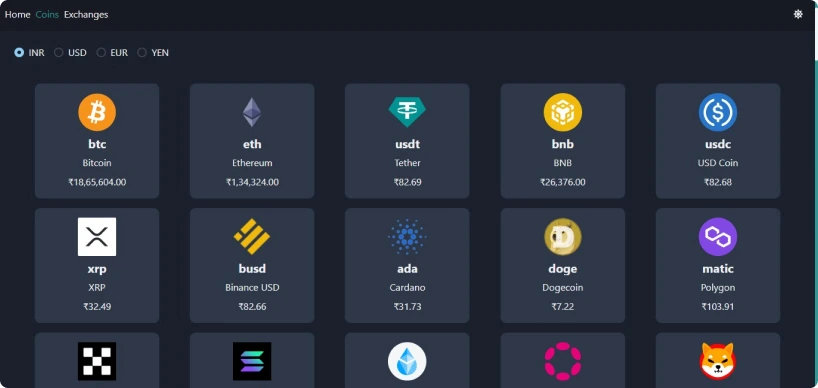 Home Coins Exchanges
INR USD EUR YEN
btc
Bitcoin
₹18,65,604.00
eth
Ethereum
₹1,34,324.00
usdt
Tether
₹82.69
bnb
BNB
₹26,376.00
usdc
USD Coin
₹82.68
xrp
XRP
₹32.49
busd
Binance USD
₹82.66
ada
Cardano
₹31.73
doge
Dogecoin
₹7.22
matic
Polygon
₹103.91